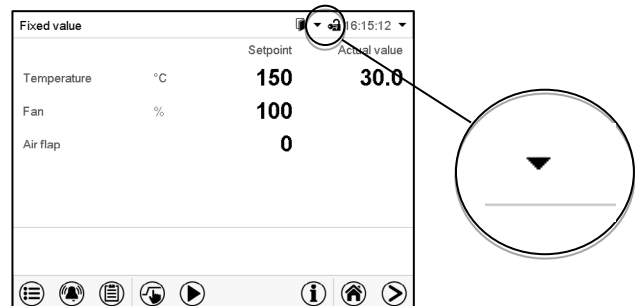 Fixed value 16:15:12
Setpoint Actual value
Temperature °C 150 30.0
Fan % 100
Air flap 0